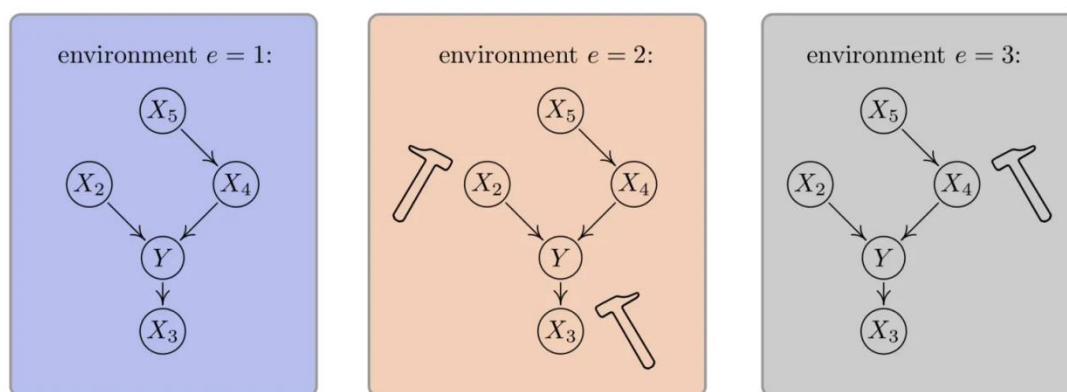 environment e = 1:
X₅
X₂ X₄
Y
X₃
environment e = 2:
X₅
X₂ X₄
Y
X₃
environment e = 3:
X₅
X₂ X₄
Y
X₃